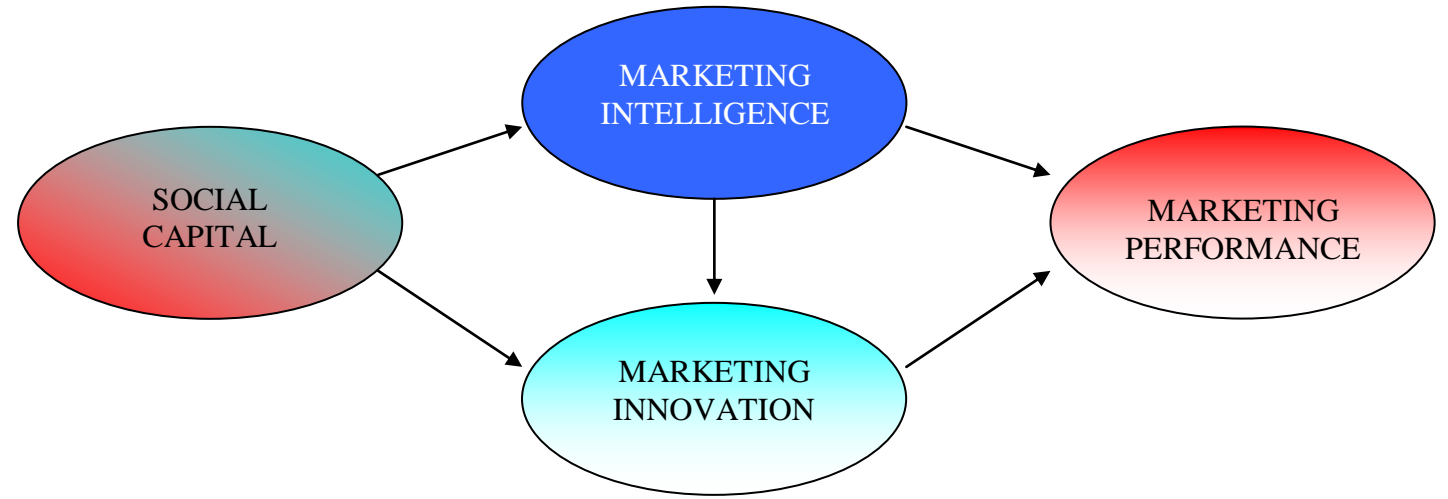 MARKETING
INTELLIGENCE
SOCIAL
CAPITAL
MARKETING
PERFORMANCE
MARKETING
INNOVATION